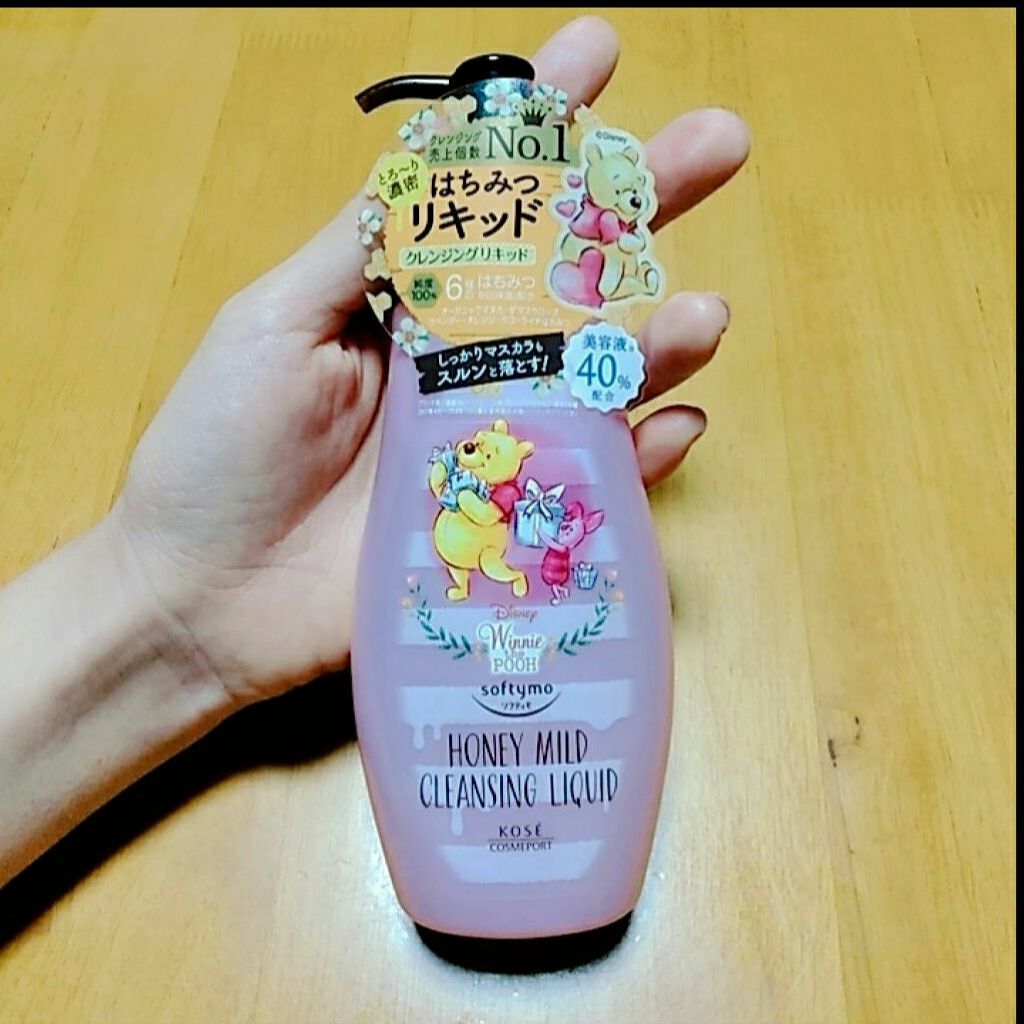 ©Disney
クレンジング
売上個数 No.1
とろ〜り
濃密
はちみつ
リキッド
クレンジングリキッド
純度
100%
6種の はちみつ
しっかりマスカラも
スルンと落とす!
美容液
40%
配合
Disney
Winnie
the
POOH
softymo
ソフティモ
HONEY MILD
CLEANSING LIQUID
KOSÉ
COSMEPORT